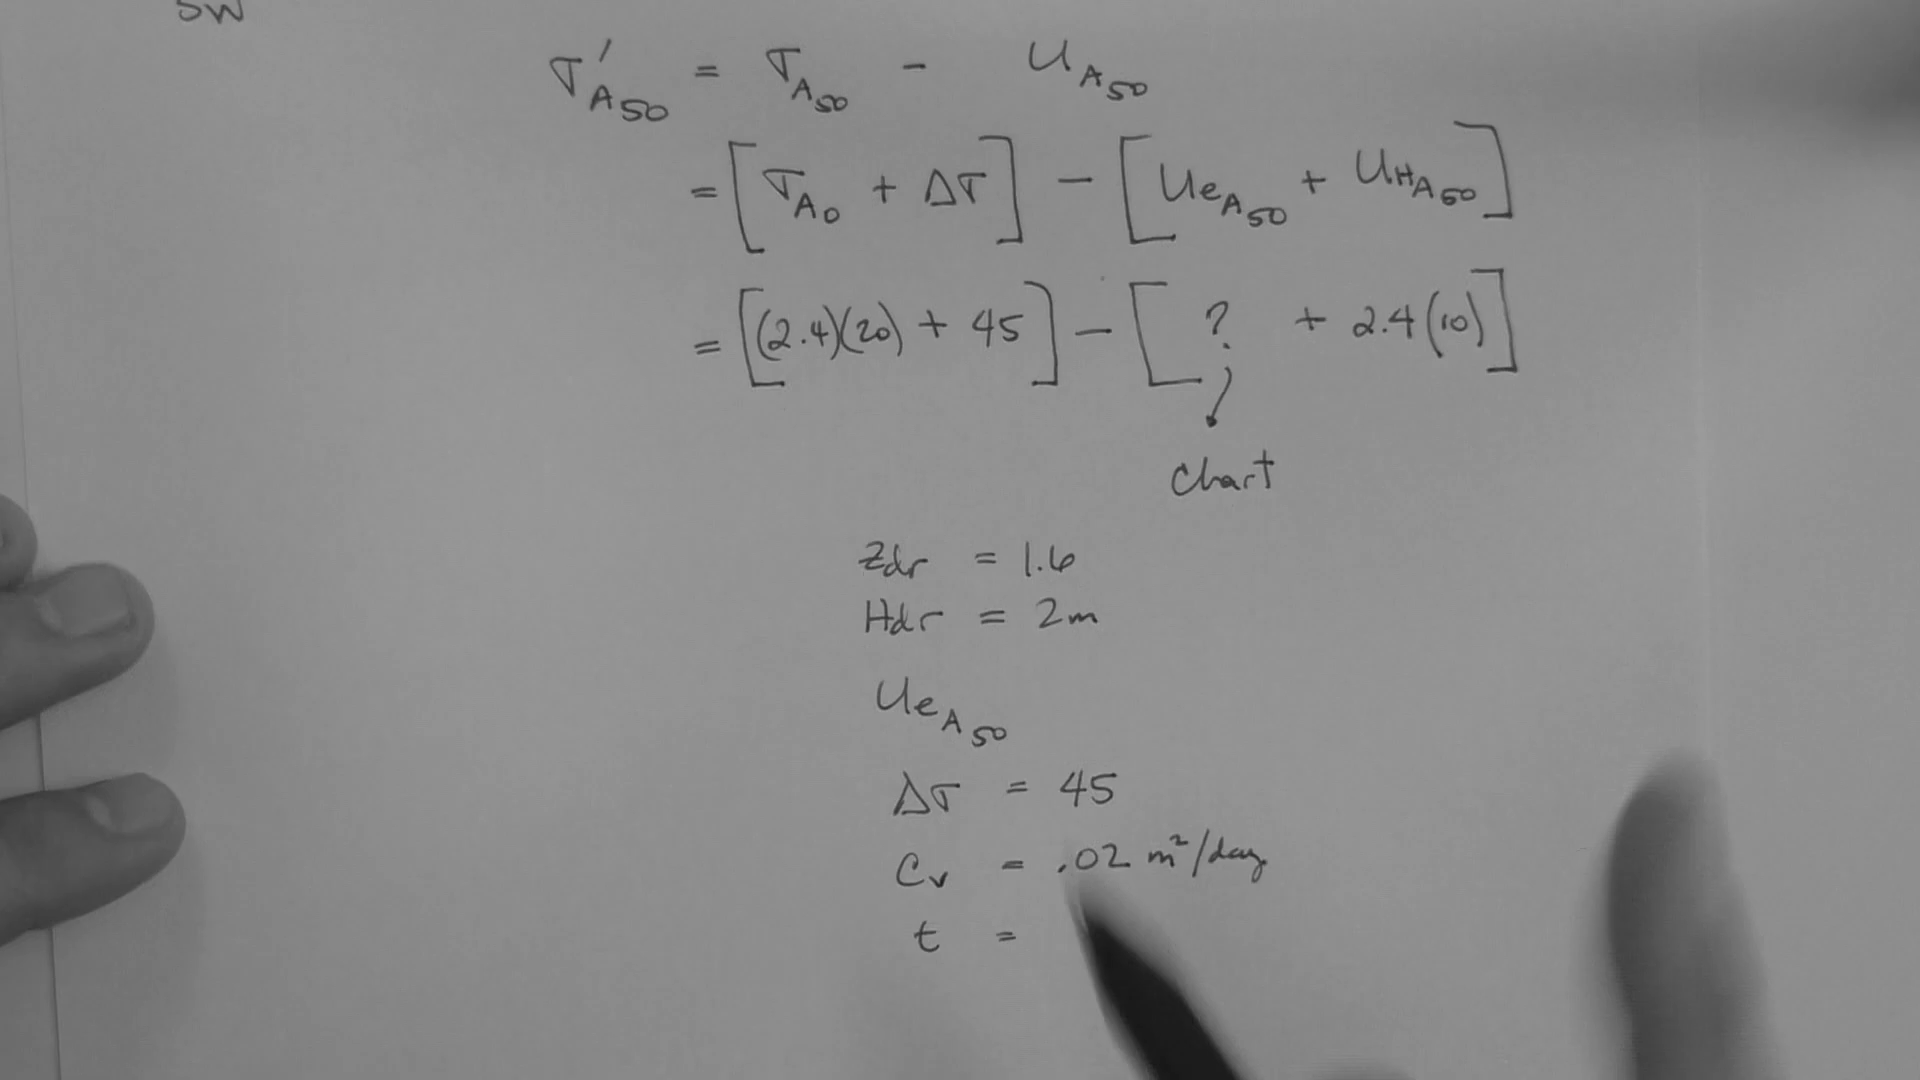 SW
σ'A50 = σA50 - UA50
= [σA0 + Δσ] - [UeA50 + UHA50]
= [(2.4)(20) + 45] - [ ? + 2.4(10)]
Chart
Zdr = 1.6
Hdr = 2m
UeA50
Δσ = 45
Cv = .02 m²/day
t =